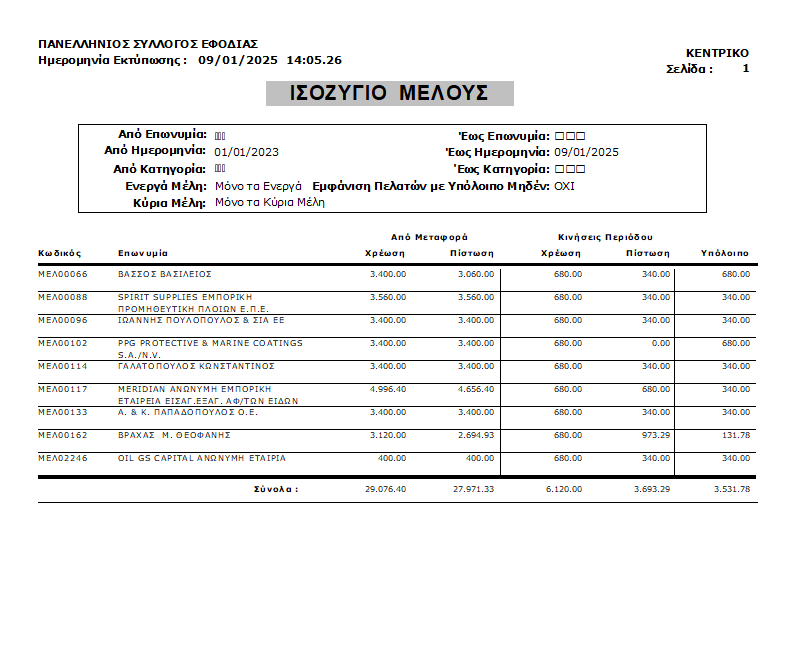 ΠΑΝΕΛΛΗΝΙΟΣ ΣΥΛΛΟΓΟΣ ΕΦΟΔΙΑΣ
ΚΕΝΤΡΙΚΟ
Ημερομηνία Εκτύπωσης : 09/01/2025 14:05.26
Σελίδα : 1
ΙΣΟΖΥΓΙΟ ΜΕΛΟΥΣ
Από Επωνυμία: □□□ Έως Επωνυμία: □□□
Από Ημερομηνία: 01/01/2023 Έως Ημερομηνία: 09/01/2025
Από Κατηγορία: □□□ Έως Κατηγορία: □□□
Ενεργά Μέλη: Μόνο τα Ενεργά Εμφάνιση Πελατών με Υπόλοιπο Μηδέν: ΟΧΙ
Κύρια Μέλη: Μόνο τα Κύρια Μέλη
Από Μεταφορά Κινήσεις Περιόδου
Κωδικός Επωνυμία Χρέωση Πίστωση Χρέωση Πίστωση Υπόλοιπο
ΜΕΛ00066 ΒΑΣΣΟΣ ΒΑΣΙΛΕΙΟΣ 3.400.00 3.060.00 680.00 340.00 680.00
ΜΕΛ00088 SPIRIT SUPPLIES ΕΜΠΟΡΙΚΗ 3.560.00 3.560.00 680.00 340.00 340.00
ΠΡΟΜΗΘΕΥΤΙΚΗ ΠΛΟΙΩΝ Ε.Π.Ε.
ΜΕΛ00096 ΙΩΑΝΝΗΣ ΠΟΥΛΟΠΟΥΛΟΣ & ΣΙΑ ΕΕ 3.400.00 3.400.00 680.00 340.00 340.00
ΜΕΛ00102 PPG PROTECTIVE & MARINE COATINGS 3.400.00 3.400.00 680.00 0.00 680.00
S.A./N.V.
ΜΕΛ00114 ΓΑΛΑΤΟΠΟΥΛΟΣ ΚΩΝΣΤΑΝΤΙΝΟΣ 3.400.00 3.400.00 680.00 340.00 340.00
ΜΕΛ00117 MERIDIAN ΑΝΩΝΥΜΗ ΕΜΠΟΡΙΚΗ 4.996.40 4.656.40 680.00 680.00 340.00
ΕΤΑΙΡΕΙΑ ΕΙΣΑΓ.ΕΞΑΓ. ΑΦ/ΤΩΝ ΕΙΔΩΝ
ΜΕΛ00133 Α. & Κ. ΠΑΠΑΔΟΠΟΥΛΟΣ Ο.Ε. 3.400.00 3.400.00 680.00 340.00 340.00
ΜΕΛ00162 ΒΡΑΧΑΣ Μ. ΘΕΟΦΑΝΗΣ 3.120.00 2.694.93 680.00 973.29 131.78
ΜΕΛ02246 OIL GS CAPITAL ΑΝΩΝΥΜΗ ΕΤΑΙΡΙΑ 400.00 400.00 680.00 340.00 340.00
Σύνολα : 29.076.40 27.971.33 6.120.00 3.693.29 3.531.78